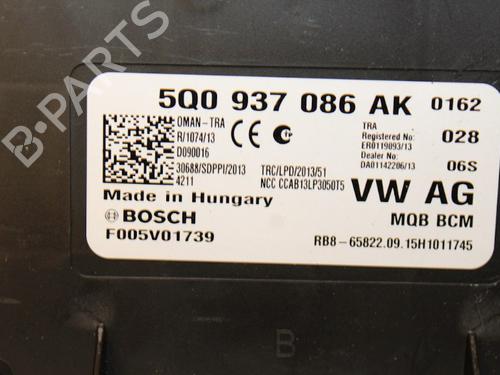 B-PARTS
5Q0 937 086 AK 0162
OMAN-TRA
R/1074/13
D090016
30688/SDPPI/2013
4211
CE
TRA
Registered No:
ER0119093/13
Dealer No:
DA01142206/13
028
06S
TRC/LPD/2013/51
NCC CCAB13LP3050T5
Made in Hungary
VW AG
BOSCH
MQB BCM
F005V01739
RB8-65822.09.15H1011745
B